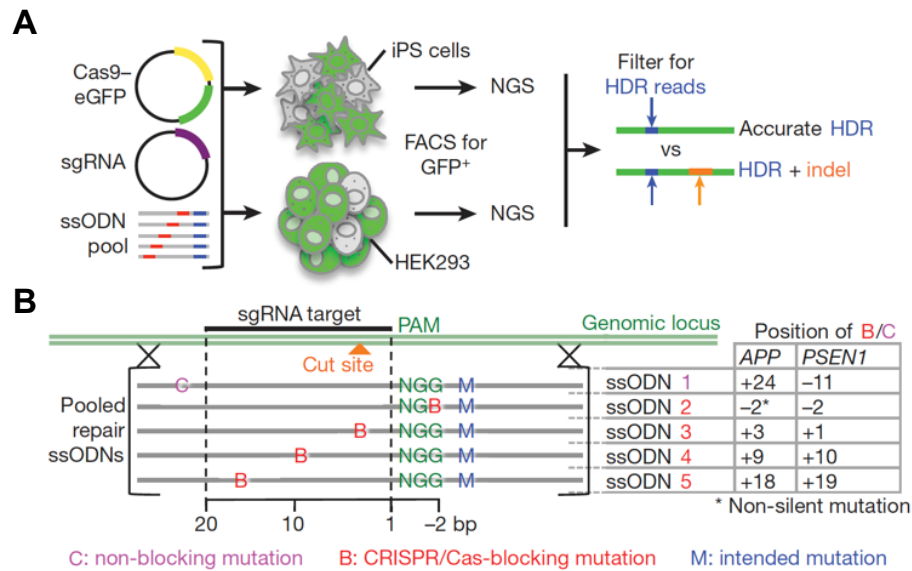 A
Cas9–
eGFP
sgRNA
ssODN
pool
iPS cells
FACS for
GFP+
HEK293
NGS
NGS
Filter for
HDR reads
Accurate HDR
vs
HDR + indel
B
sgRNA target
PAM
Genomic locus
Position of B/C
APP PSEN1
Cut site
Pooled
repair
ssODNs
C NGG M ssODN 1 +24 –11
NGB M ssODN 2 –2* –2
B NGG M ssODN 3 +3 +1
B NGG M ssODN 4 +9 +10
B NGG M ssODN 5 +18 +19
* Non-silent mutation
20 10 1 –2 bp
C: non-blocking mutation B: CRISPR/Cas-blocking mutation M: intended mutation